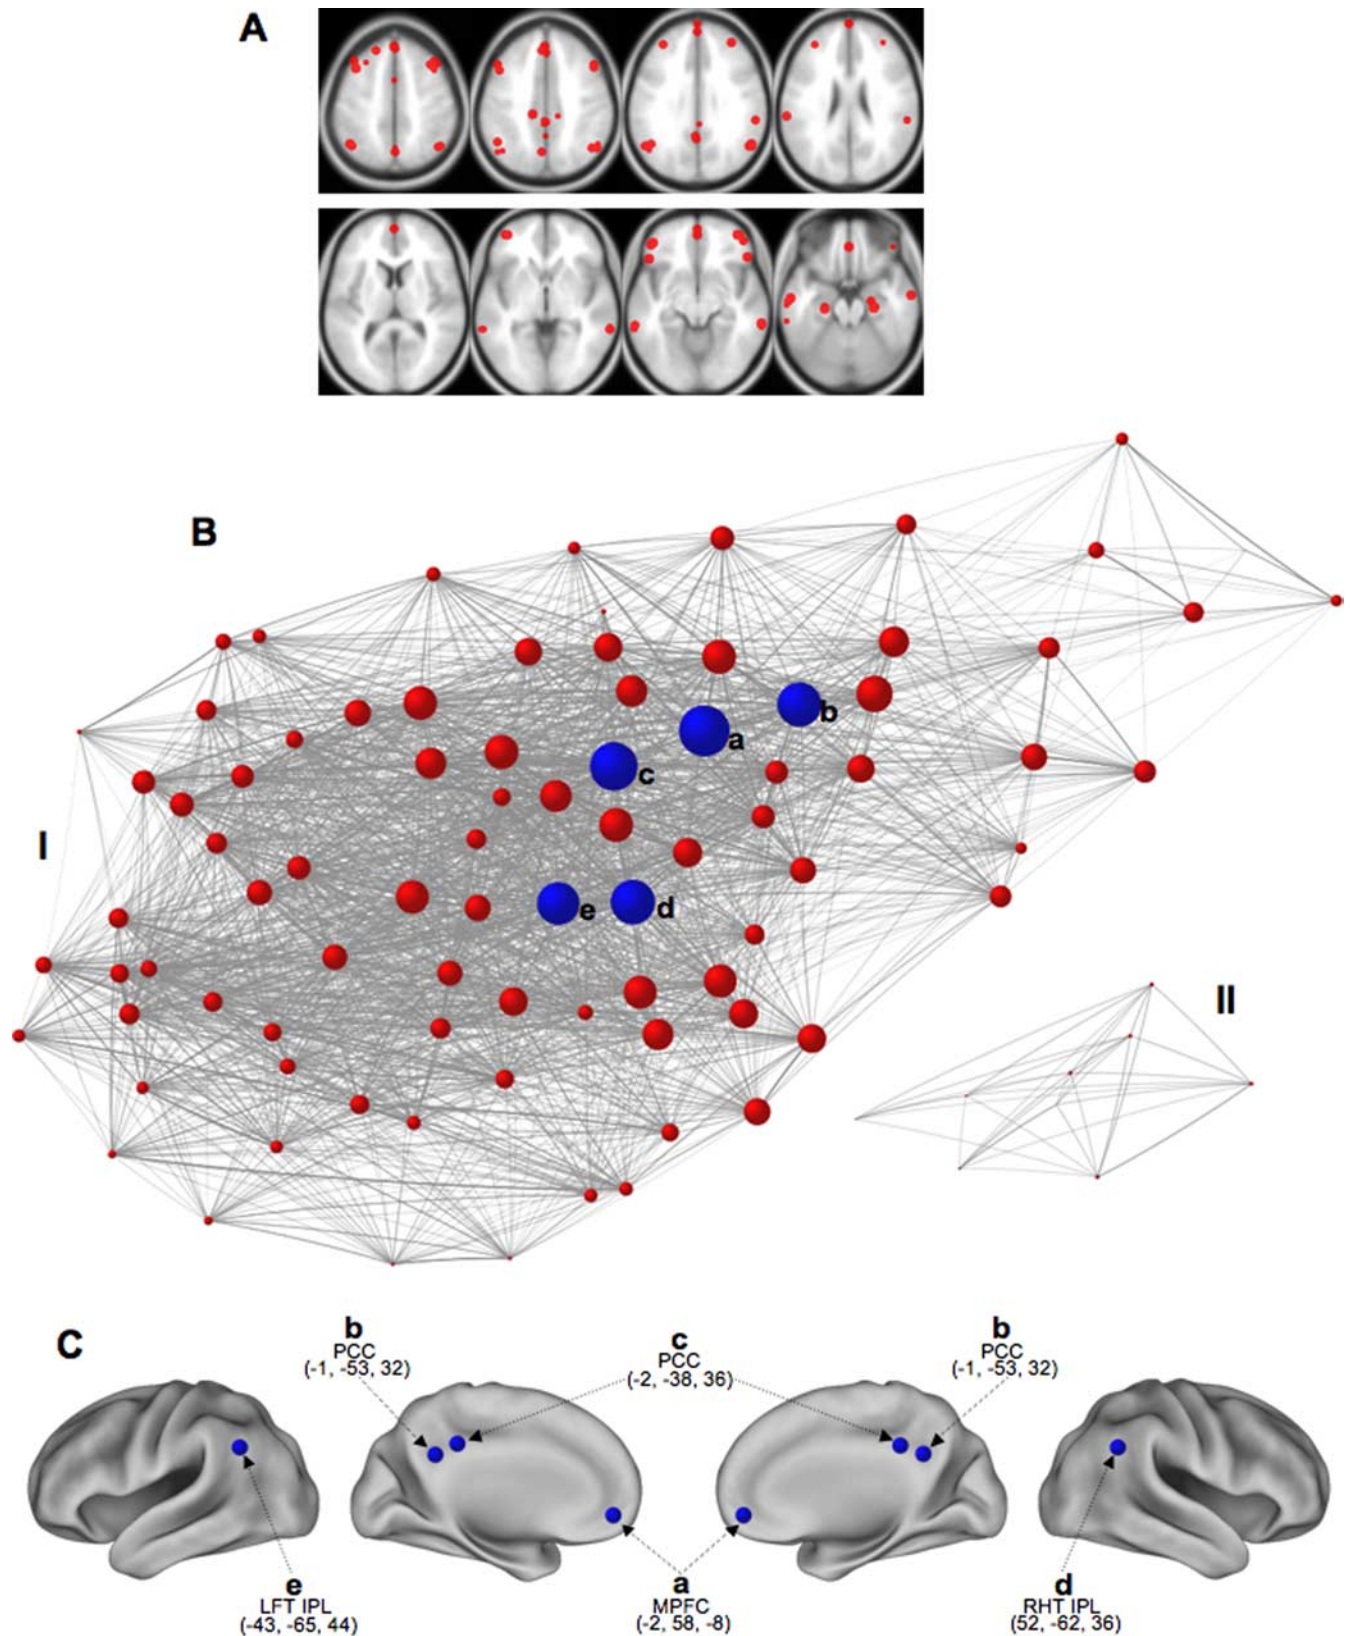 A
B
b
a
c
I
e
d
II
C
b
PCC
(-1, -53, 32)
c
PCC
(-2, -38, 36)
b
PCC
(-1, -53, 32)
e
LFT IPL
(-43, -65, 44)
a
MPFC
(-2, 58, -8)
d
RHT IPL
(52, -62, 36)